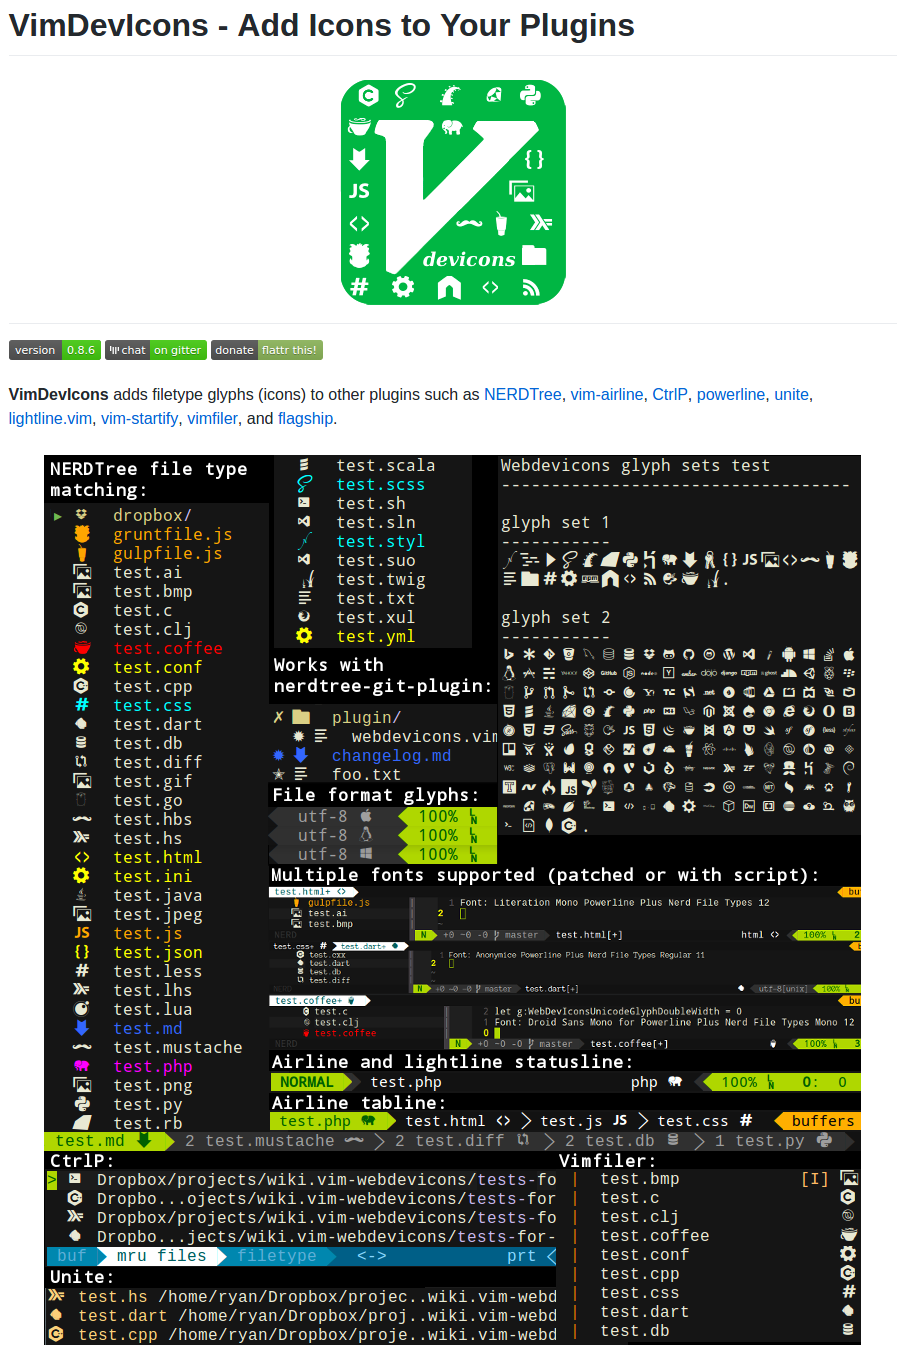 VimDevIcons - Add Icons to Your Plugins
JS
{ }
<>
devicons
#
<>
version 0.8.6 chat on gitter donate flattr this!
VimDevIcons adds filetype glyphs (icons) to other plugins such as NERDTree, vim-airline, CtrlP, powerline, unite,
lightline.vim, vim-startify, vimfiler, and flagship.
NERDTree file type
matching:
dropbox/
gruntfile.js
gulpfile.js
test.ai
test.bmp
test.c
test.clj
test.coffee
test.conf
test.cpp
test.css
test.dart
test.db
test.diff
test.gif
test.go
test.hbs
test.hs
test.html
test.ini
test.java
test.jpeg
test.js
test.json
test.less
test.lhs
test.lua
test.md
test.mustache
test.php
test.png
test.py
test.rb
test.scala
test.scss
test.sh
test.sln
test.styl
test.suo
test.twig
test.txt
test.xul
test.yml
Works with
nerdtree-git-plugin:
plugin/
webdevicons.vim
changelog.md
foo.txt
File format glyphs:
utf-8 100%
utf-8 100%
utf-8 100%
Webdevicons glyph sets test
-----------------------------------
glyph set 1
-----------
glyph set 2
-----------
Multiple fonts supported (patched or with script):
test.html+ <> buf
gulpfile.js 1 Font: Literation Mono Powerline Plus Nerd File Types 12
test.ai 2
test.bmp
NERD N +0 ~0 -0 master test.html[+] html <> 100% 2
test.css+ # test.dart+ b
test.cxx 1 Font: Anonymice Powerline Plus Nerd File Types Regular 11
test.dart 2
test.db
test.diff
N +0 ~0 -0 master test.dart[+] utf-8[unix] 100%
test.coffee+ bu
test.c 2 let g:WebDevIconsUnicodeGlyphDoubleWidth = 0
test.clj 1 Font: Droid Sans Mono for Powerline Plus Nerd File Types Mono 12
test.coffee 0
NERD N +0 ~0 -0 master test.coffee[+] 100% 3
Airline and lightline statusline:
NORMAL test.php php 100% 0: 0
Airline tabline:
test.php test.html <> test.js JS test.css # buffers
test.md 2 test.mustache 2 test.diff 2 test.db 1 test.py
CtrlP:
> Dropbox/projects/wiki.vim-webdevicons/tests-fo
Dropbo...ojects/wiki.vim-webdevicons/tests-for
Dropbox/projects/wiki.vim-webdevicons/tests-fo
Dropbo...jects/wiki.vim-webdevicons/tests-for-
buf mru files filetype <-> prt <
Unite:
test.hs /home/ryan/Dropbox/projec..wiki.vim-webd
test.dart /home/ryan/Dropbox/proj..wiki.vim-webd
test.cpp /home/ryan/Dropbox/proje..wiki.vim-webd
Vimfiler:
| test.bmp [I]
| test.c
| test.clj
| test.coffee
| test.conf
| test.cpp
| test.css #
| test.dart
| test.db